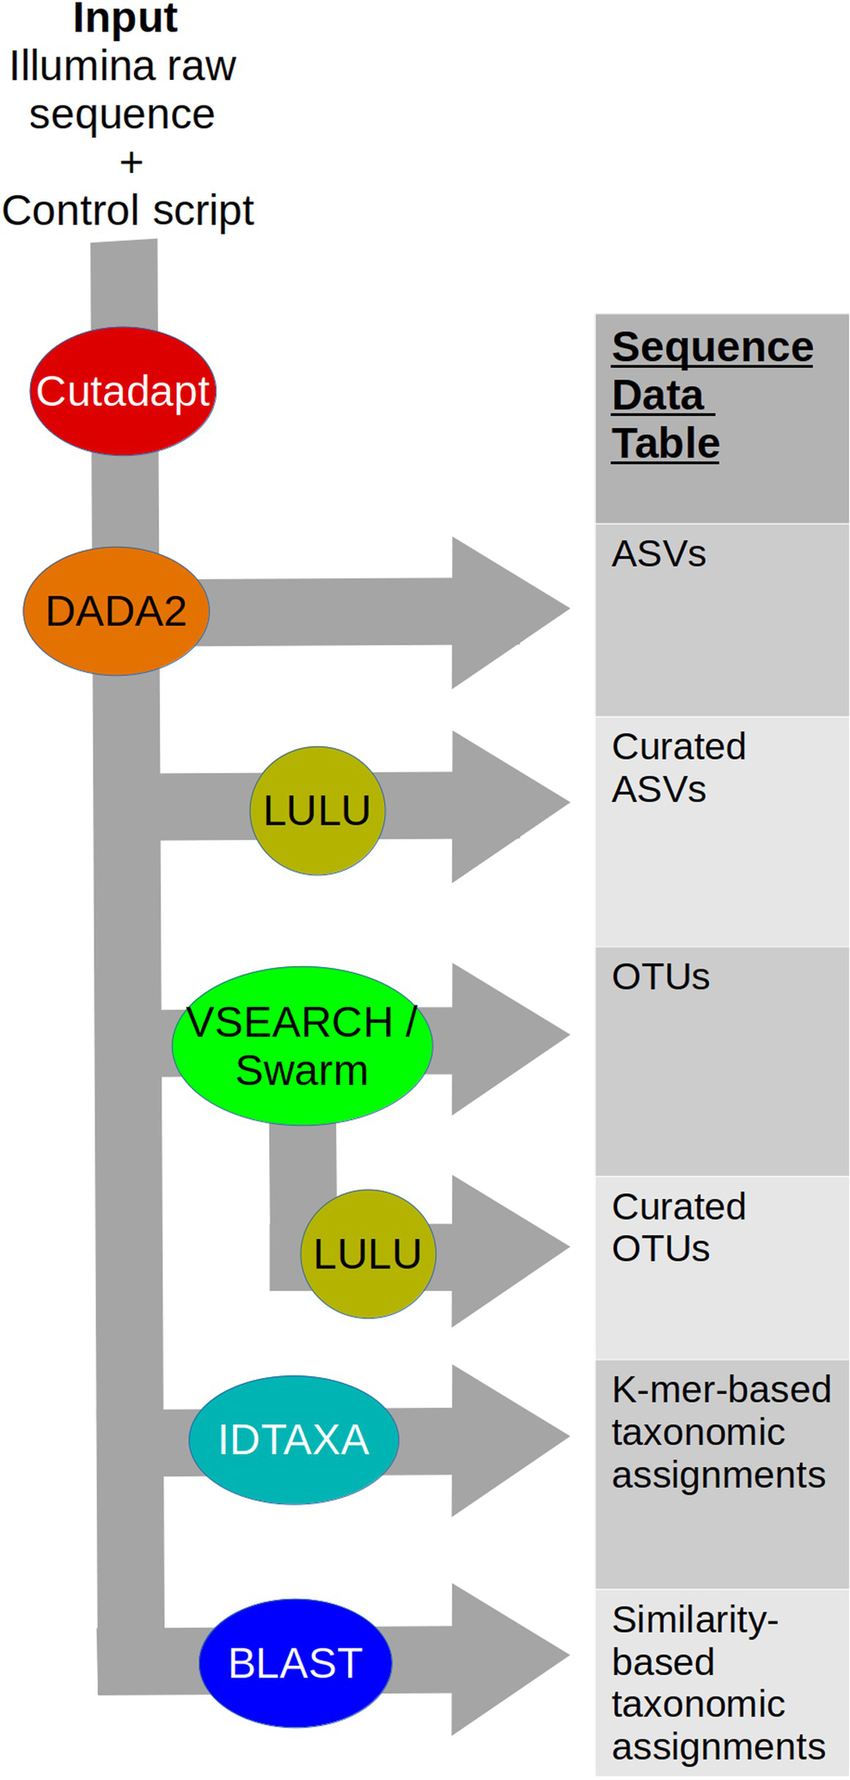 Input
Illumina raw
sequence
+
Control script
Cutadapt
Sequence
Data
Table
DADA2
ASVs
LULU
Curated
ASVs
VSEARCH /
Swarm
OTUs
LULU
Curated
OTUs
IDTAXA
K-mer-based
taxonomic
assignments
BLAST
Similarity-
based
taxonomic
assignments